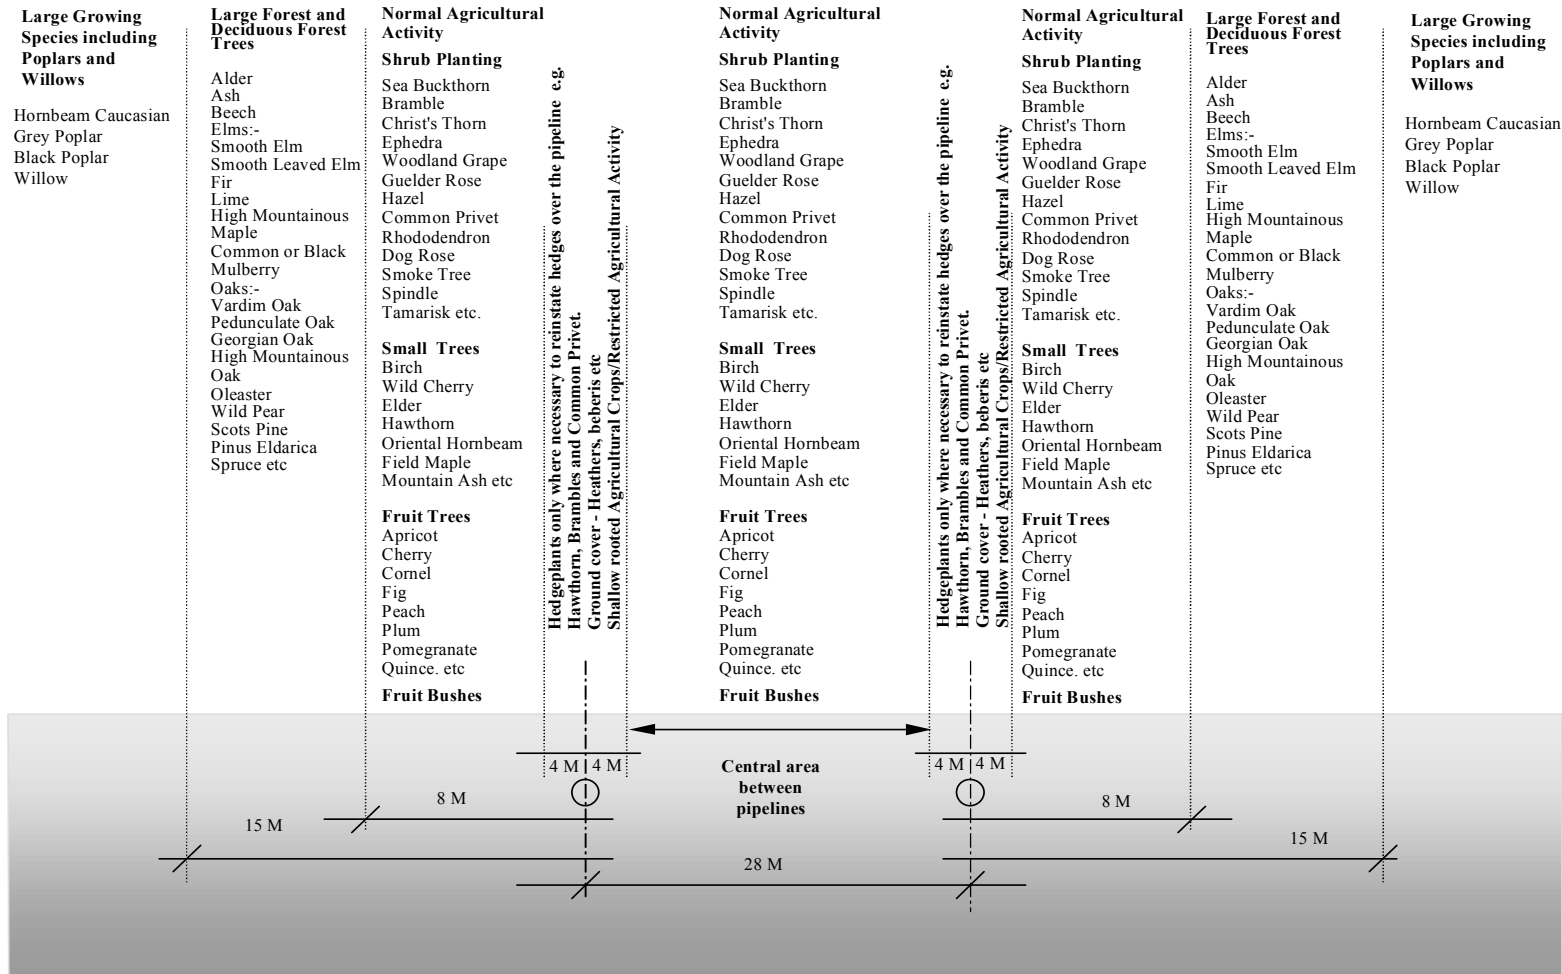 Large Growing
Species including
Poplars and
Willows
Hornbeam Caucasian
Grey Poplar
Black Poplar
Willow
Large Forest and
Deciduous Forest
Trees
Alder
Ash
Beech
Elms:-
Smooth Elm
Smooth Leaved Elm
Fir
Lime
High Mountainous
Maple
Common or Black
Mulberry
Oaks:-
Vardim Oak
Pedunculate Oak
Georgian Oak
High Mountainous
Oak
Oleaster
Wild Pear
Scots Pine
Pinus Eldarica
Spruce etc
Normal Agricultural
Activity
Shrub Planting
Sea Buckthorn
Bramble
Christ's Thorn
Ephedra
Woodland Grape
Guelder Rose
Hazel
Common Privet
Rhododendron
Dog Rose
Smoke Tree
Spindle
Tamarisk etc.
Small Trees
Birch
Wild Cherry
Elder
Hawthorn
Oriental Hornbeam
Field Maple
Mountain Ash etc
Fruit Trees
Apricot
Cherry
Cornel
Fig
Peach
Plum
Pomegranate
Quince. etc
Fruit Bushes
Hedgeplants only where necessary to reinstate hedges over the pipeline e.g.
Hawthorn, Brambles and Common Privet.
Ground cover - Heathers, beberis etc
Shallow rooted Agricultural Crops/Restricted Agricultural Activity
Normal Agricultural
Activity
Shrub Planting
Sea Buckthorn
Bramble
Christ's Thorn
Ephedra
Woodland Grape
Guelder Rose
Hazel
Common Privet
Rhododendron
Dog Rose
Smoke Tree
Spindle
Tamarisk etc.
Small Trees
Birch
Wild Cherry
Elder
Hawthorn
Oriental Hornbeam
Field Maple
Mountain Ash etc
Fruit Trees
Apricot
Cherry
Cornel
Fig
Peach
Plum
Pomegranate
Quince. etc
Fruit Bushes
Hedgeplants only where necessary to reinstate hedges over the pipeline e.g.
Hawthorn, Brambles and Common Privet.
Ground cover - Heathers, beberis etc
Shallow rooted Agricultural Crops/Restricted Agricultural Activity
Normal Agricultural
Activity
Shrub Planting
Sea Buckthorn
Bramble
Christ's Thorn
Ephedra
Woodland Grape
Guelder Rose
Hazel
Common Privet
Rhododendron
Dog Rose
Smoke Tree
Spindle
Tamarisk etc.
Small Trees
Birch
Wild Cherry
Elder
Hawthorn
Oriental Hornbeam
Field Maple
Mountain Ash etc
Fruit Trees
Apricot
Cherry
Cornel
Fig
Peach
Plum
Pomegranate
Quince. etc
Fruit Bushes
Large Forest and
Deciduous Forest
Trees
Alder
Ash
Beech
Elms:-
Smooth Elm
Smooth Leaved Elm
Fir
Lime
High Mountainous
Maple
Common or Black
Mulberry
Oaks:-
Vardim Oak
Pedunculate Oak
Georgian Oak
High Mountainous
Oak
Oleaster
Wild Pear
Scots Pine
Pinus Eldarica
Spruce etc
Large Growing
Species including
Poplars and
Willows
Hornbeam Caucasian
Grey Poplar
Black Poplar
Willow
4 M 4 M
Central area
between
pipelines
4 M 4 M
8 M
8 M
15 M
15 M
28 M